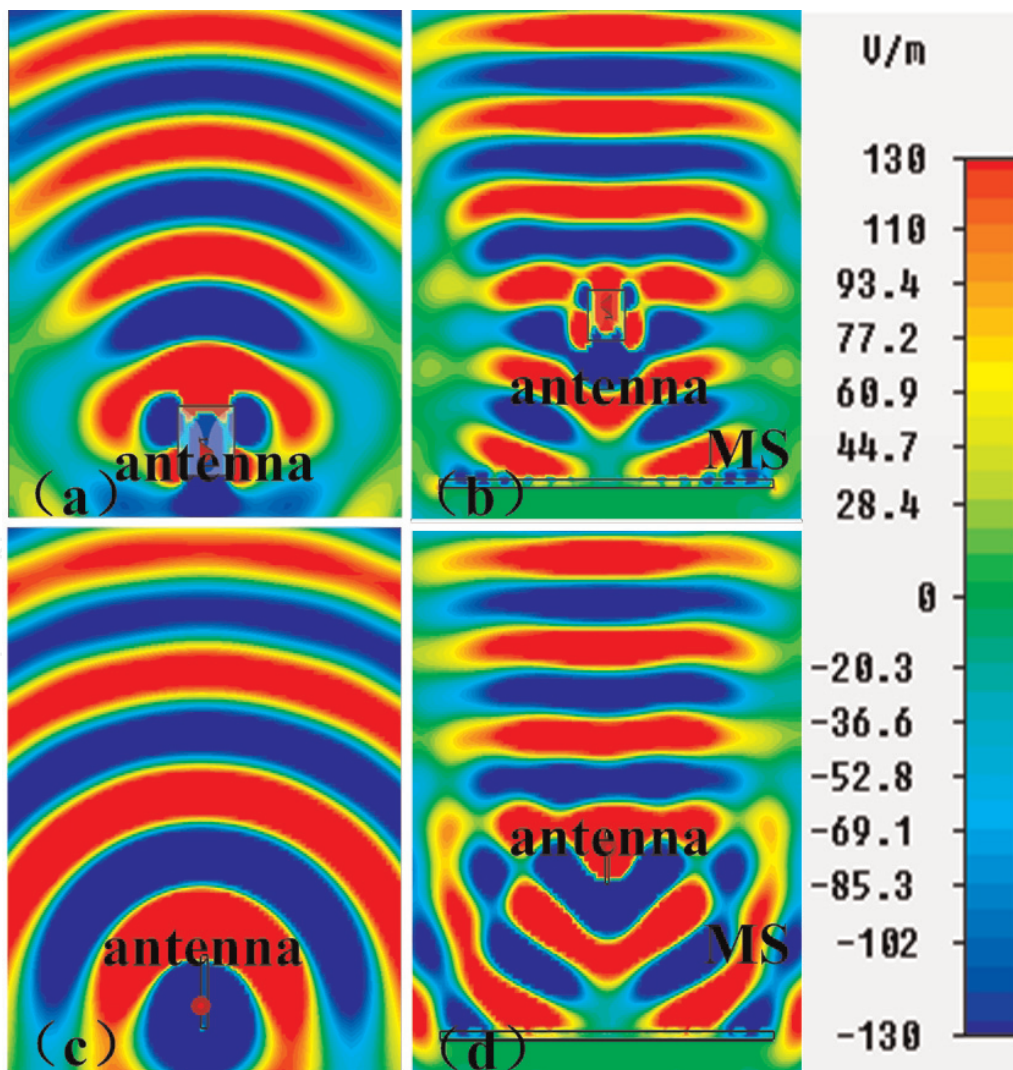 V/m
130
110
93.4
77.2
60.9
44.7
28.4
0
-20.3
-36.6
-52.8
-69.1
-85.3
-102
-130
antenna
（a）
antenna
MS
（b）
antenna
（c）
antenna
MS
（d）